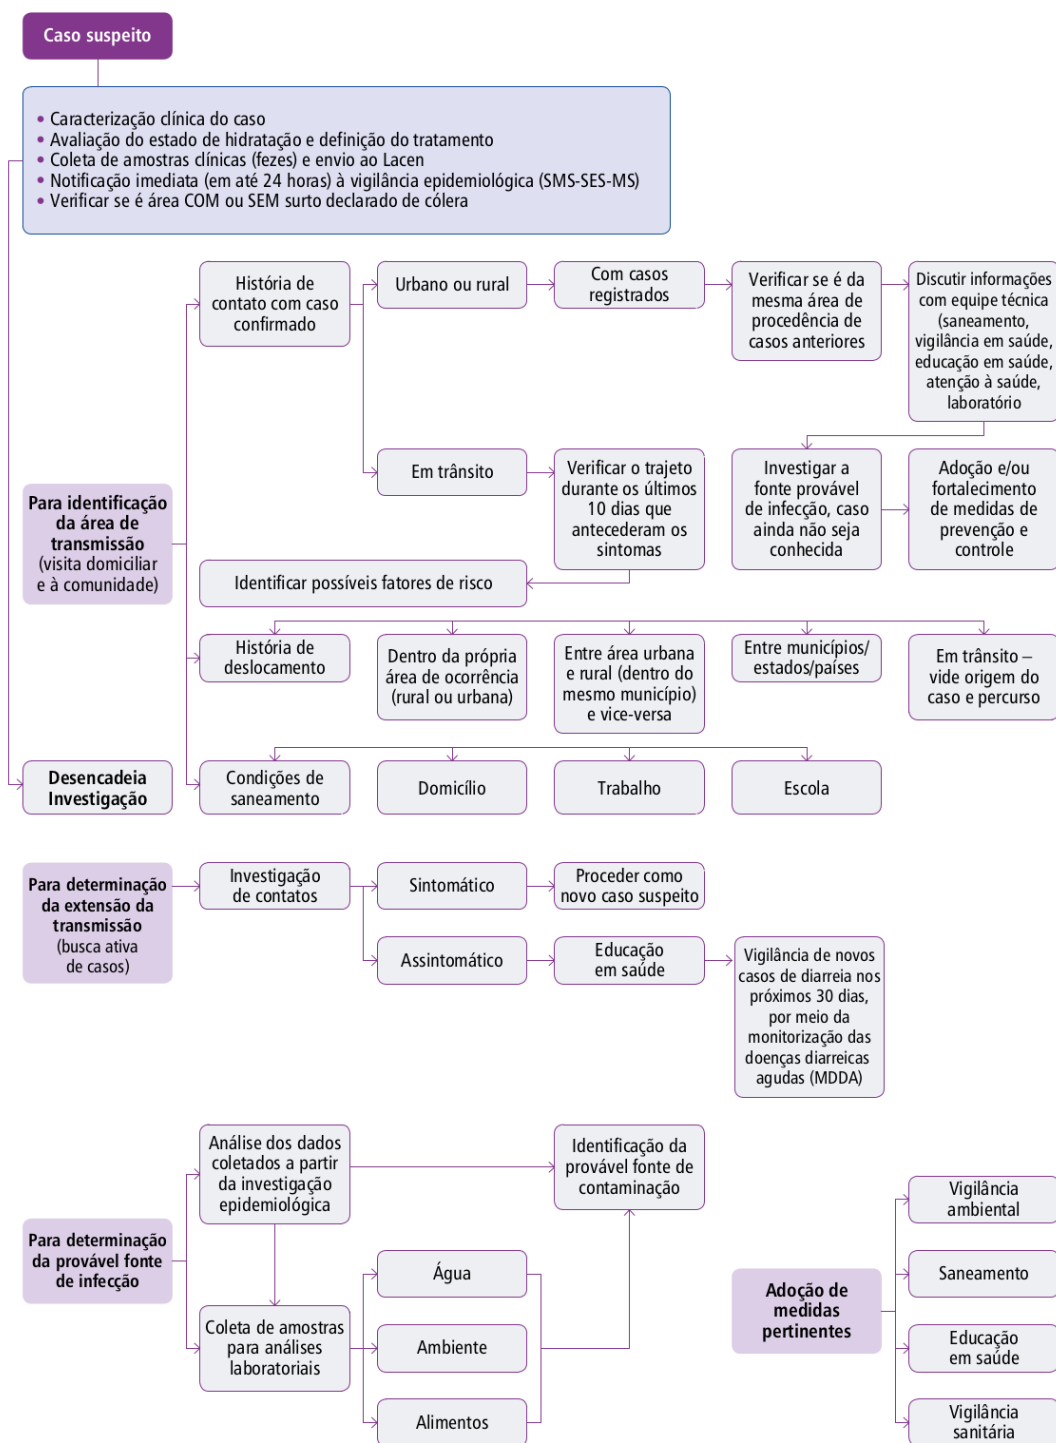 Caso suspeito
• Caracterização clínica do caso
• Avaliação do estado de hidratação e definição do tratamento
• Coleta de amostras clínicas (fezes) e envio ao Lacen
• Notificação imediata (em até 24 horas) à vigilância epidemiológica (SMS-SES-MS)
• Verificar se é área COM ou SEM surto declarado de cólera
Para identificação
da área de
transmissão
(visita domiciliar
e à comunidade)
História de
contato com caso
confirmado
Urbano ou rural
Com casos
registrados
Verificar se é da
mesma área de
procedência de
casos anteriores
Discutir informações
com equipe técnica
(saneamento,
vigilância em saúde,
educação em saúde,
atenção à saúde,
laboratório
Em trânsito
Verificar o trajeto
durante os últimos
10 dias que
antecederam os
sintomas
Investigar a
fonte provável
de infecção, caso
ainda não seja
conhecida
Adoção e/ou
fortalecimento
de medidas de
prevenção e
controle
Identificar possíveis fatores de risco
História de
deslocamento
Dentro da própria
área de ocorrência
(rural ou urbana)
Entre área urbana
e rural (dentro do
mesmo município)
e vice-versa
Entre municípios/
estados/países
Em trânsito –
vide origem do
caso e percurso
Desencadeia
Investigação
Condições de
saneamento
Domicílio
Trabalho
Escola
Para determinação
da extensão da
transmissão
(busca ativa
de casos)
Investigação
de contatos
Sintomático
Proceder como
novo caso suspeito
Assintomático
Educação
em saúde
Vigilância de novos
casos de diarreia nos
próximos 30 dias,
por meio da
monitorização das
doenças diarreicas
agudas (MDDA)
Para determinação
da provável fonte
de infecção
Análise dos dados
coletados a partir
da investigação
epidemiológica
Identificação da
provável fonte de
contaminação
Coleta de amostras
para análises
laboratoriais
Água
Ambiente
Alimentos
Adoção de
medidas
pertinentes
Vigilância
ambiental
Saneamento
Educação
em saúde
Vigilância
sanitária